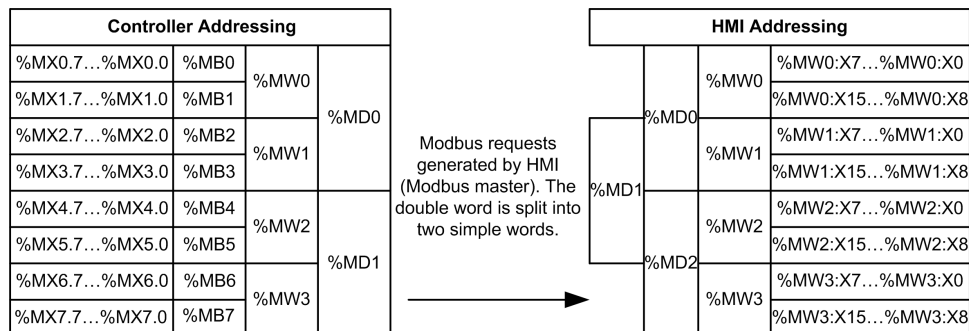 Controller Addressing
%MX0.7…%MX0.0 %MB0 %MW0 %MD0
%MX1.7…%MX1.0 %MB1
%MX2.7…%MX2.0 %MB2 %MW1
%MX3.7…%MX3.0 %MB3
%MX4.7…%MX4.0 %MB4 %MW2 %MD1
%MX5.7…%MX5.0 %MB5
%MX6.7…%MX6.0 %MB6 %MW3
%MX7.7…%MX7.0 %MB7
Modbus requests
generated by HMI
(Modbus master). The
double word is split into
two simple words.
HMI Addressing
%MD0 %MW0 %MW0:X7…%MW0:X0
%MW0:X15…%MW0:X8
%MD1 %MW1 %MW1:X7…%MW1:X0
%MW1:X15…%MW1:X8
%MD2 %MW2 %MW2:X7…%MW2:X0
%MW2:X15…%MW2:X8
%MW3 %MW3:X7…%MW3:X0
%MW3:X15…%MW3:X8